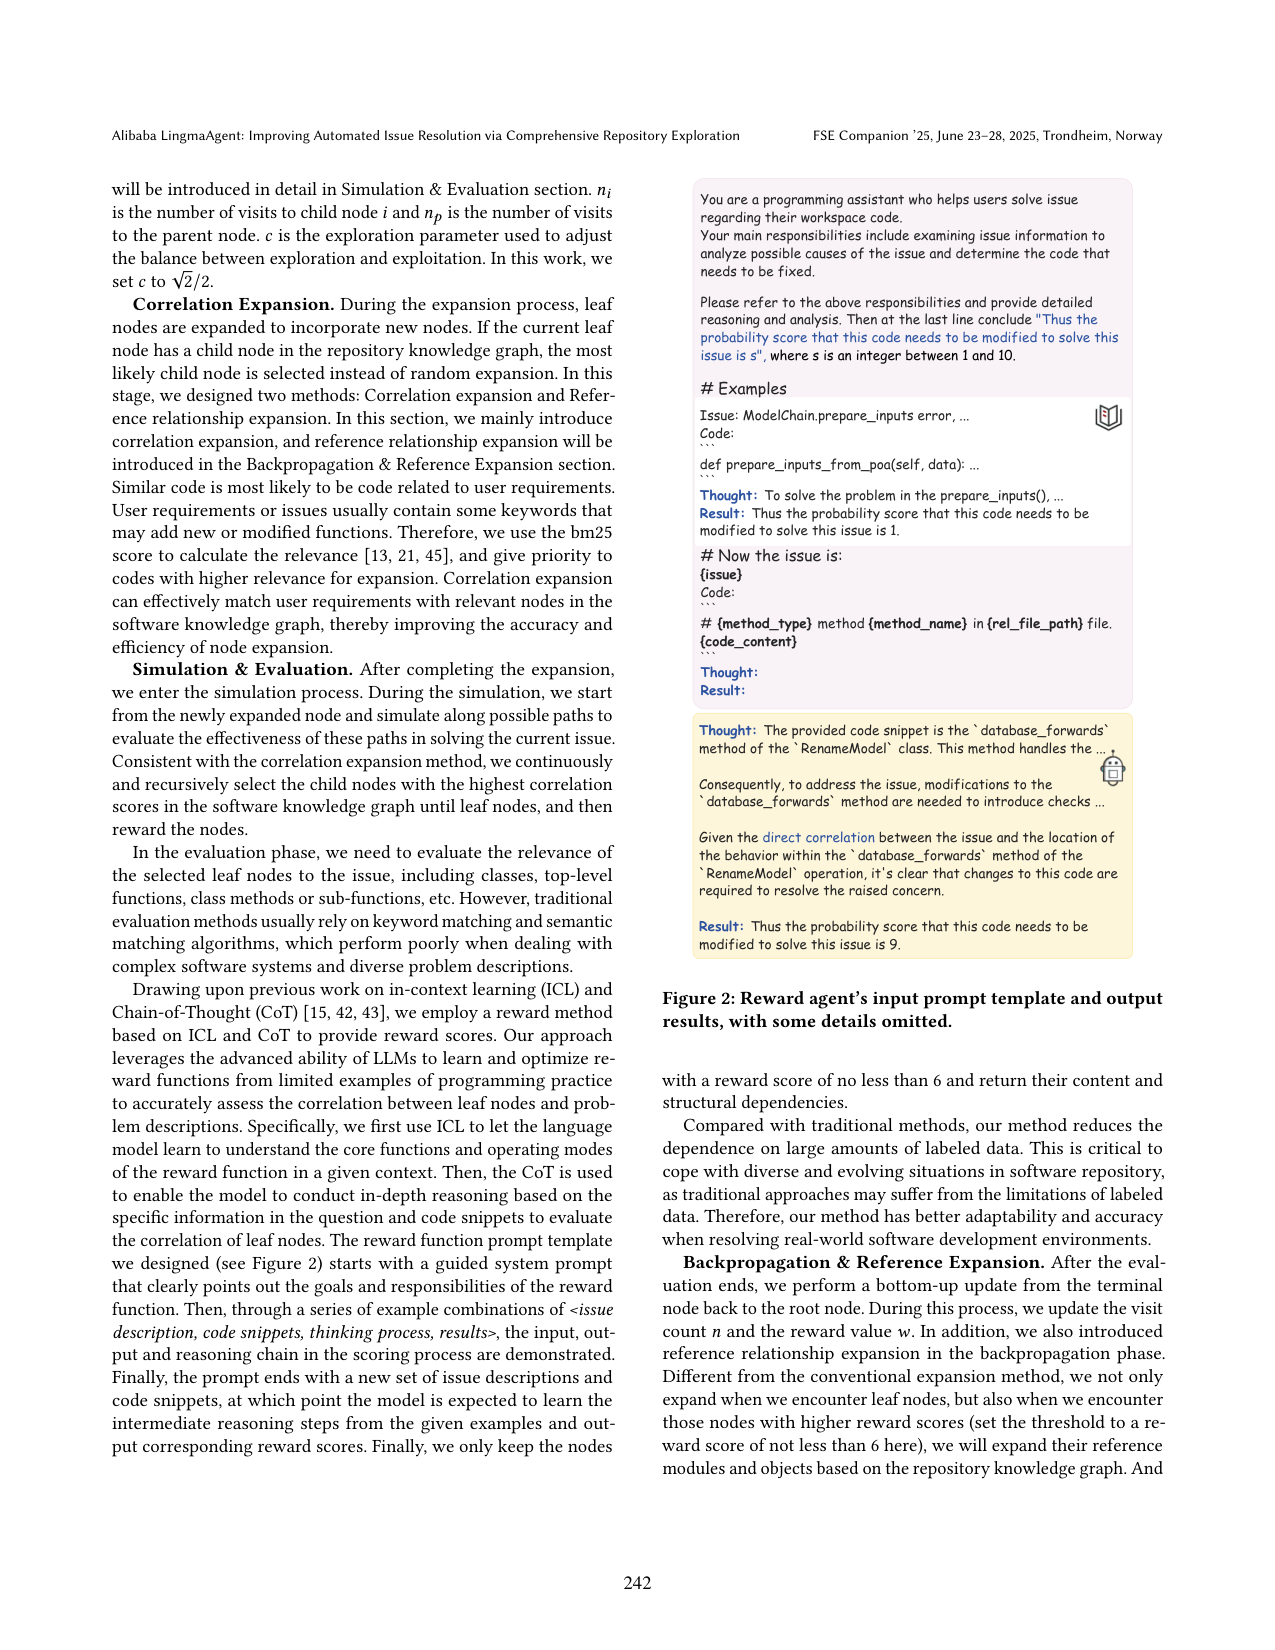 Alibaba LingmaAgent: Improving Automated Issue Resolution via Comprehensive Repository Exploration
FSE Companion ’25, June 23–28, 2025, Trondheim, Norway
will be introduced in detail in Simulation & Evaluation section. nᵢ
is the number of visits to child node i and nₚ is the number of visits
to the parent node. c is the exploration parameter used to adjust
the balance between exploration and exploitation. In this work, we
set c to √2/2.
Correlation Expansion. During the expansion process, leaf
nodes are expanded to incorporate new nodes. If the current leaf
node has a child node in the repository knowledge graph, the most
likely child node is selected instead of random expansion. In this
stage, we designed two methods: Correlation expansion and Refer-
ence relationship expansion. In this section, we mainly introduce
correlation expansion, and reference relationship expansion will be
introduced in the Backpropagation & Reference Expansion section.
Similar code is most likely to be code related to user requirements.
User requirements or issues usually contain some keywords that
may add new or modified functions. Therefore, we use the bm25
score to calculate the relevance [13, 21, 45], and give priority to
codes with higher relevance for expansion. Correlation expansion
can effectively match user requirements with relevant nodes in the
software knowledge graph, thereby improving the accuracy and
efficiency of node expansion.
Simulation & Evaluation. After completing the expansion,
we enter the simulation process. During the simulation, we start
from the newly expanded node and simulate along possible paths to
evaluate the effectiveness of these paths in solving the current issue.
Consistent with the correlation expansion method, we continuously
and recursively select the child nodes with the highest correlation
scores in the software knowledge graph until leaf nodes, and then
reward the nodes.
In the evaluation phase, we need to evaluate the relevance of
the selected leaf nodes to the issue, including classes, top-level
functions, class methods or sub-functions, etc. However, traditional
evaluation methods usually rely on keyword matching and semantic
matching algorithms, which perform poorly when dealing with
complex software systems and diverse problem descriptions.
Drawing upon previous work on in-context learning (ICL) and
Chain-of-Thought (CoT) [15, 42, 43], we employ a reward method
based on ICL and CoT to provide reward scores. Our approach
leverages the advanced ability of LLMs to learn and optimize re-
ward functions from limited examples of programming practice
to accurately assess the correlation between leaf nodes and prob-
lem descriptions. Specifically, we first use ICL to let the language
model learn to understand the core functions and operating modes
of the reward function in a given context. Then, the CoT is used
to enable the model to conduct in-depth reasoning based on the
specific information in the question and code snippets to evaluate
the correlation of leaf nodes. The reward function prompt template
we designed (see Figure 2) starts with a guided system prompt
that clearly points out the goals and responsibilities of the reward
function. Then, through a series of example combinations of <issue
description, code snippets, thinking process, results>, the input, out-
put and reasoning chain in the scoring process are demonstrated.
Finally, the prompt ends with a new set of issue descriptions and
code snippets, at which point the model is expected to learn the
intermediate reasoning steps from the given examples and out-
put corresponding reward scores. Finally, we only keep the nodes
You are a programming assistant who helps users solve issue
regarding their workspace code.
Your main responsibilities include examining issue information to
analyze possible causes of the issue and determine the code that
needs to be fixed.
Please refer to the above responsibilities and provide detailed
reasoning and analysis. Then at the last line conclude "Thus the
probability score that this code needs to be modified to solve this
issue is s", where s is an integer between 1 and 10.
# Examples
Issue: ModelChain.prepare_inputs error, ...
Code:
```
def prepare_inputs_from_poa(self, data): ...
```
Thought: To solve the problem in the prepare_inputs(), ...
Result: Thus the probability score that this code needs to be
modified to solve this issue is 1.
# Now the issue is:
{issue}
Code:
```
# {method_type} method {method_name} in {rel_file_path} file.
{code_content}
```
Thought:
Result:
Thought: The provided code snippet is the `database_forwards`
method of the `RenameModel` class. This method handles the ...
Consequently, to address the issue, modifications to the
`database_forwards` method are needed to introduce checks ...
Given the direct correlation between the issue and the location of
the behavior within the `database_forwards` method of the
`RenameModel` operation, it's clear that changes to this code are
required to resolve the raised concern.
Result: Thus the probability score that this code needs to be
modified to solve this issue is 9.
Figure 2: Reward agent’s input prompt template and output
results, with some details omitted.
with a reward score of no less than 6 and return their content and
structural dependencies.
Compared with traditional methods, our method reduces the
dependence on large amounts of labeled data. This is critical to
cope with diverse and evolving situations in software repository,
as traditional approaches may suffer from the limitations of labeled
data. Therefore, our method has better adaptability and accuracy
when resolving real-world software development environments.
Backpropagation & Reference Expansion. After the eval-
uation ends, we perform a bottom-up update from the terminal
node back to the root node. During this process, we update the visit
count n and the reward value w. In addition, we also introduced
reference relationship expansion in the backpropagation phase.
Different from the conventional expansion method, we not only
expand when we encounter leaf nodes, but also when we encounter
those nodes with higher reward scores (set the threshold to a re-
ward score of not less than 6 here), we will expand their reference
modules and objects based on the repository knowledge graph. And
242